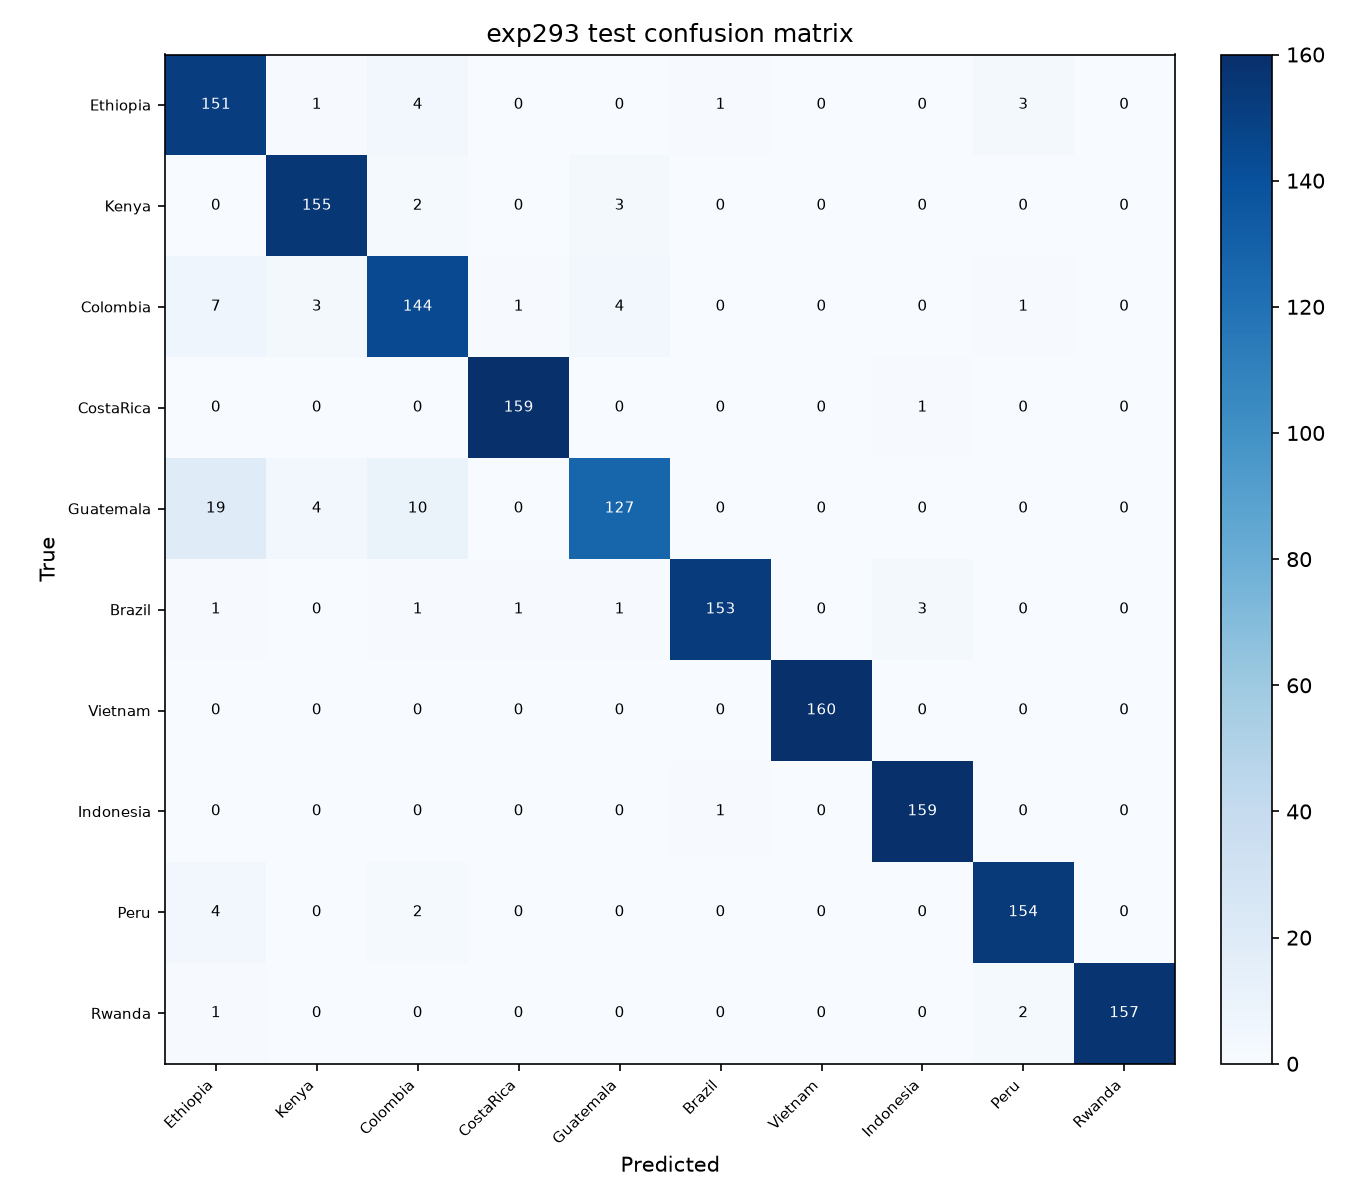 exp293 test confusion matrix
True
Ethiopia 151 1 4 0 0 1 0 0 3 0
Kenya 0 155 2 0 3 0 0 0 0 0
Colombia 7 3 144 1 4 0 0 0 1 0
CostaRica 0 0 0 159 0 0 0 1 0 0
Guatemala 19 4 10 0 127 0 0 0 0 0
Brazil 1 0 1 1 1 153 0 3 0 0
Vietnam 0 0 0 0 0 0 160 0 0 0
Indonesia 0 0 0 0 0 1 0 159 0 0
Peru 4 0 2 0 0 0 0 0 154 0
Rwanda 1 0 0 0 0 0 0 0 2 157
Ethiopia Kenya Colombia CostaRica Guatemala Brazil Vietnam Indonesia Peru Rwanda
Predicted
160
140
120
100
80
60
40
20
0